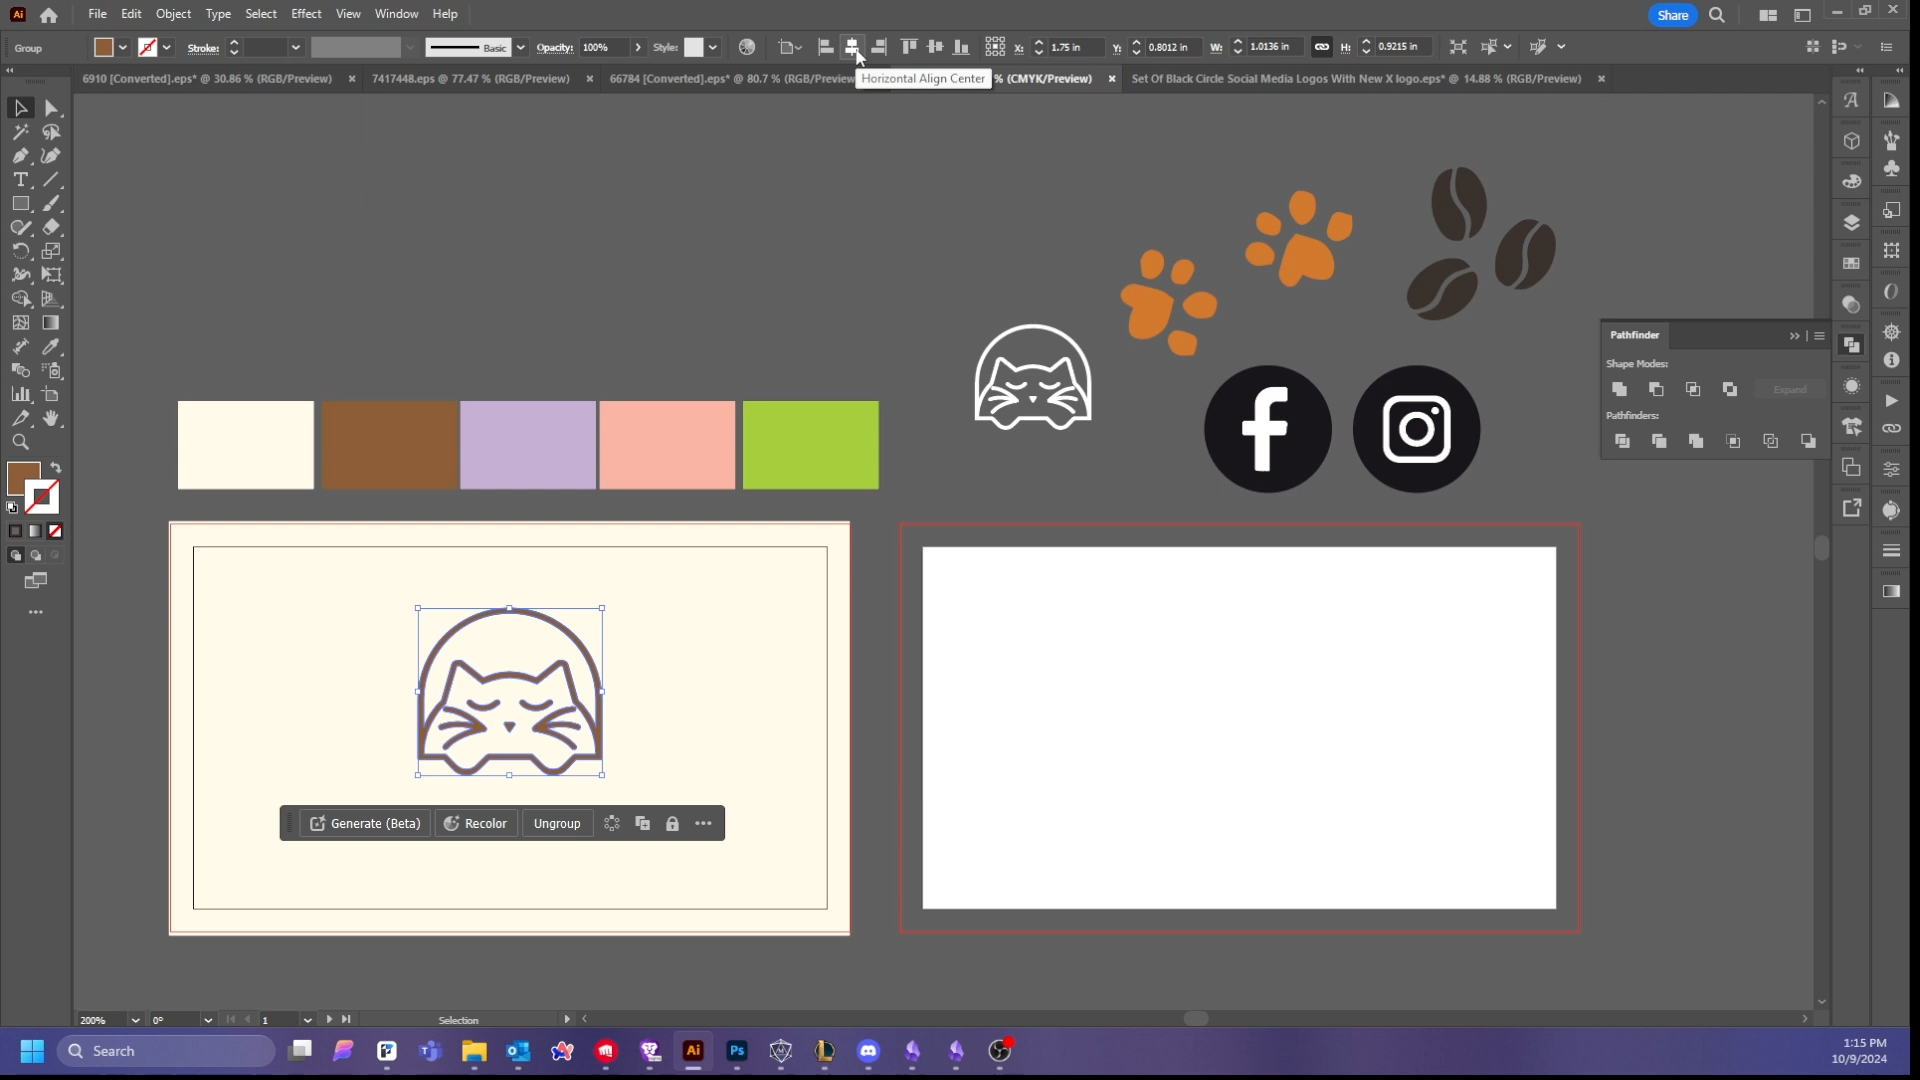 Ai File Edit Object Type Select Effect View Window Help Share
Group Stroke: Basic Opacity: 100% Style: X: 1.75 in Y: 0.8012 in W: 1.0136 in H: 0.9215 in
6910 [Converted].eps* @ 30.86 % (RGB/Preview) × 7417448.eps @ 77.47 % (RGB/Preview) × 66784 [Converted].eps* @ 80.7 % (RGB/Preview % (CMYK/Preview) × Set Of Black Circle Social Media Logos With New X logo.eps* @ 14.88 % (RGB/Preview) ×
Horizontal Align Center
Pathfinder
Shape Modes:
Expand
Pathfinders:
Generate (Beta) Recolor Ungroup
200% 0° 1 Selection
Search
Ai Ps
1:15 PM
10/9/2024